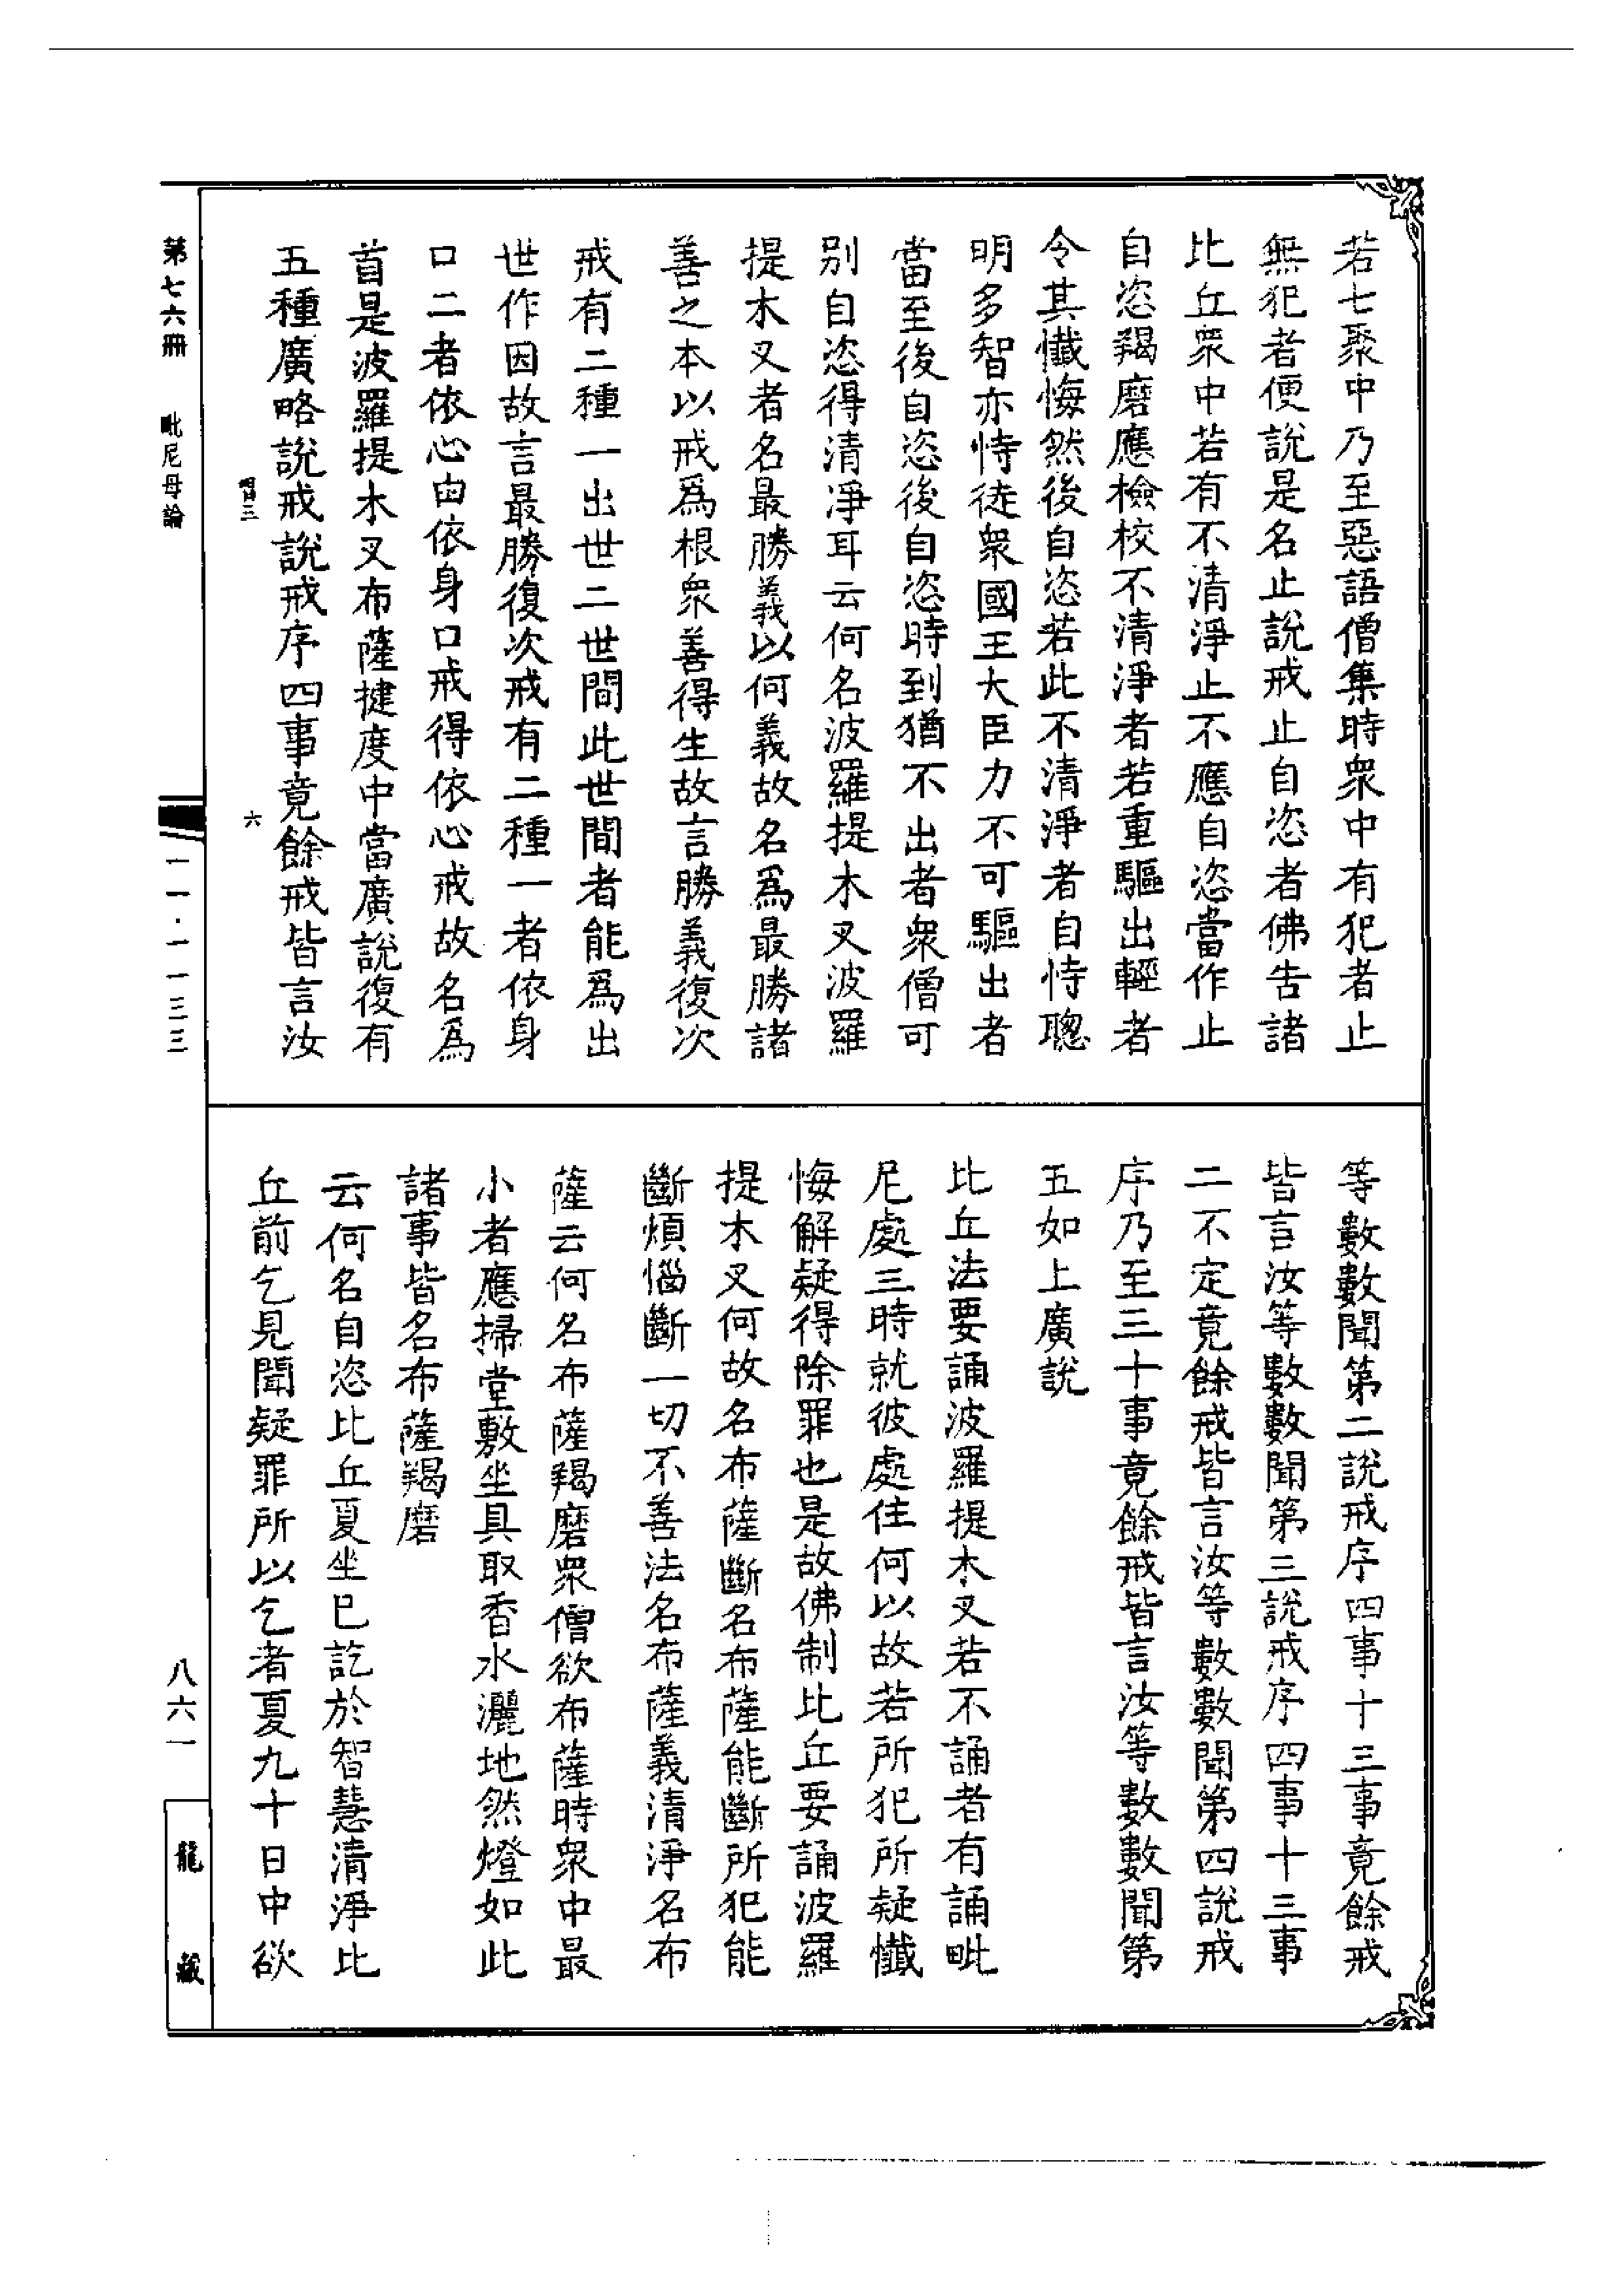 若七聚中乃至惡語僧集時衆中有犯者止
無犯者便說是名止說戒止自恣者佛告諸
比丘衆中若有不清淨止不應自恣當作止
自恣羯磨應檢校不清淨者若重驅出輕者
令其懺悔然後自恣若此不清淨者自恃聰
明多智亦恃徒衆國王大臣力不可驅出者
當至後自恣後自恣時到猶不出者衆僧可
別自恣得清淨耳云何名波羅提木叉波羅
提木叉者名最勝義以何義故名爲最勝諸
善之本以戒爲根衆善得生故言勝義復次
戒有二種一出世二世間此世間者能爲出
世作因故言最勝復次戒有二種一者依身
口二者依心由依身口戒得依心戒故名爲
首是波羅提木叉布薩揵度中當廣說復有
五種廣略說戒說戒序四事竟餘戒皆言汝
等數數聞第二說戒序四事十三事竟餘戒
皆言汝等數數聞第三說戒序四事十三事
二不定竟餘戒皆言汝等數數聞第四說戒
序乃至三十事竟餘戒皆言汝等數數聞第
五如上廣說
比丘法要誦波羅提木叉若不誦者有誦毗
尼處三時就彼處住何以故若所犯所疑懺
悔解疑得除罪也是故佛制比丘要誦波羅
提木叉何故名布薩斷名布薩能斷所犯能
斷煩惱斷一切不善法名布薩義清淨名布
薩云何名布薩羯磨衆僧欲布薩時衆中最
小者應掃堂敷坐具取香水灑地然燈如此
諸事皆名布薩羯磨
云何名自恣比丘夏坐已訖於智慧清淨比
丘前乞見聞疑罪所以乞者夏九十日中欲
三
六
第七六冊 毗尼母論
一一·一一三三
八六一
龍藏